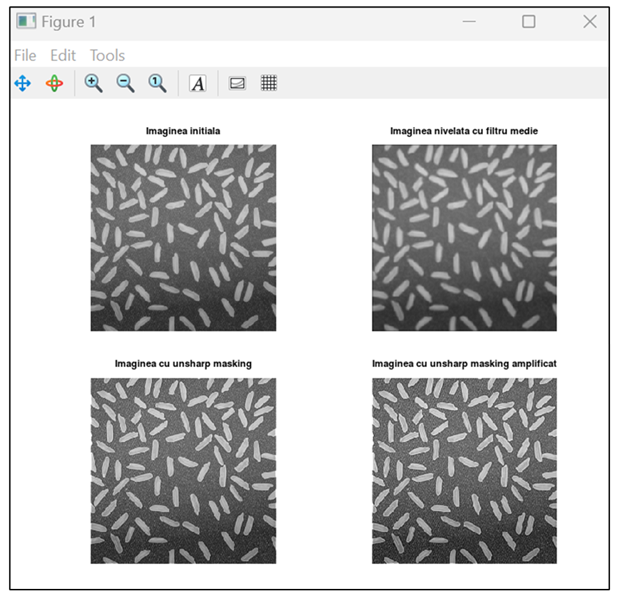 Figure 1
File Edit Tools
1 A
Imaginea initiala
Imaginea nivelata cu filtru medie
Imaginea cu unsharp masking
Imaginea cu unsharp masking amplificat